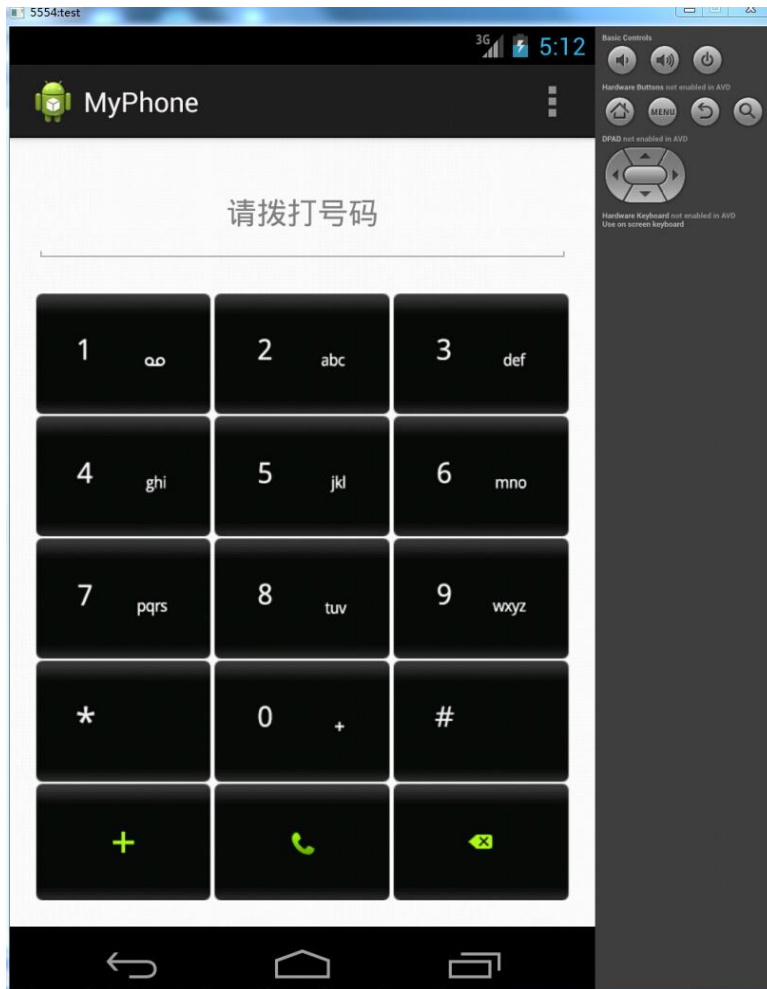 5554:test
3G 5:12
MyPhone
请拨打号码
1 2 abc 3 def
4 ghi 5 jkl 6 mno
7 pqrs 8 tuv 9 wxyz
* 0 + #
+
Basic Controls
Hardware Buttons not enabled in AVD
MENU
DPAD not enabled in AVD
Hardware Keyboard not enabled in AVD
Use on screen keyboard